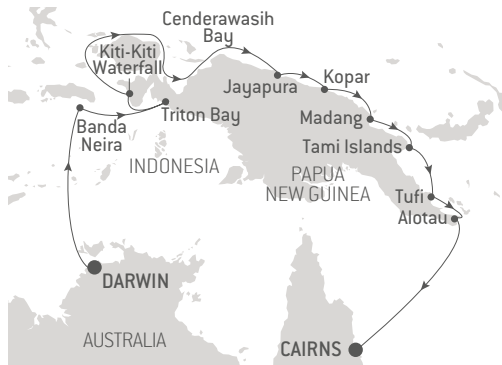 Cenderawasih
Bay
Kiti-Kiti
Waterfall
Jayapura
Kopar
Banda
Neira
Triton Bay
Madang
Tami Islands
INDONESIA
PAPUA
NEW GUINEA
Tufi
Alotau
DARWIN
AUSTRALIA
CAIRNS